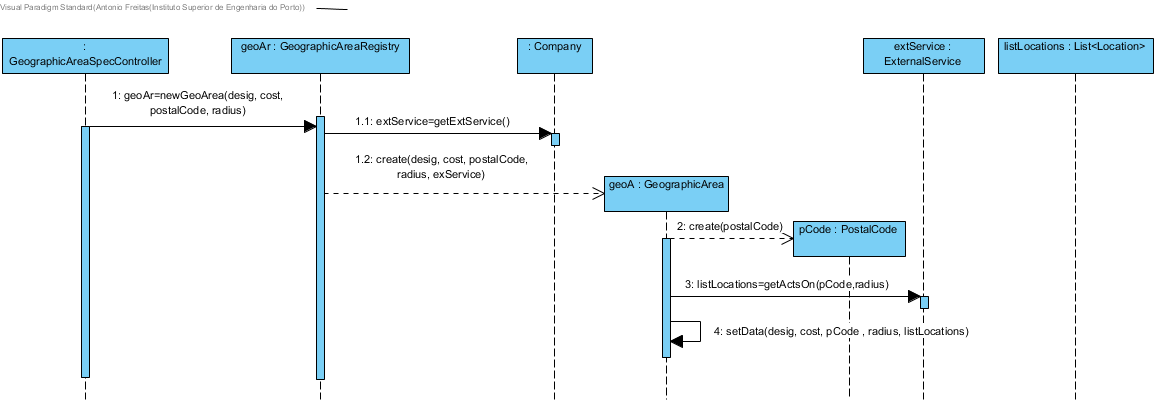 Visual Paradigm Standard(Antonio Freitas(Instituto Superior de Engenharia do Porto))
:
GeographicAreaSpecController
geoAr : GeographicAreaRegistry
: Company
extService :
ExternalService
listLocations : List<Location>
1: geoAr=newGeoArea(desig, cost,
postalCode, radius)
1.1: extService=getExtService()
1.2: create(desig, cost, postalCode,
radius, exService)
geoA : GeographicArea
2: create(postalCode)
pCode : PostalCode
3: listLocations=getActsOn(pCode,radius)
4: setData(desig, cost, pCode , radius, listLocations)